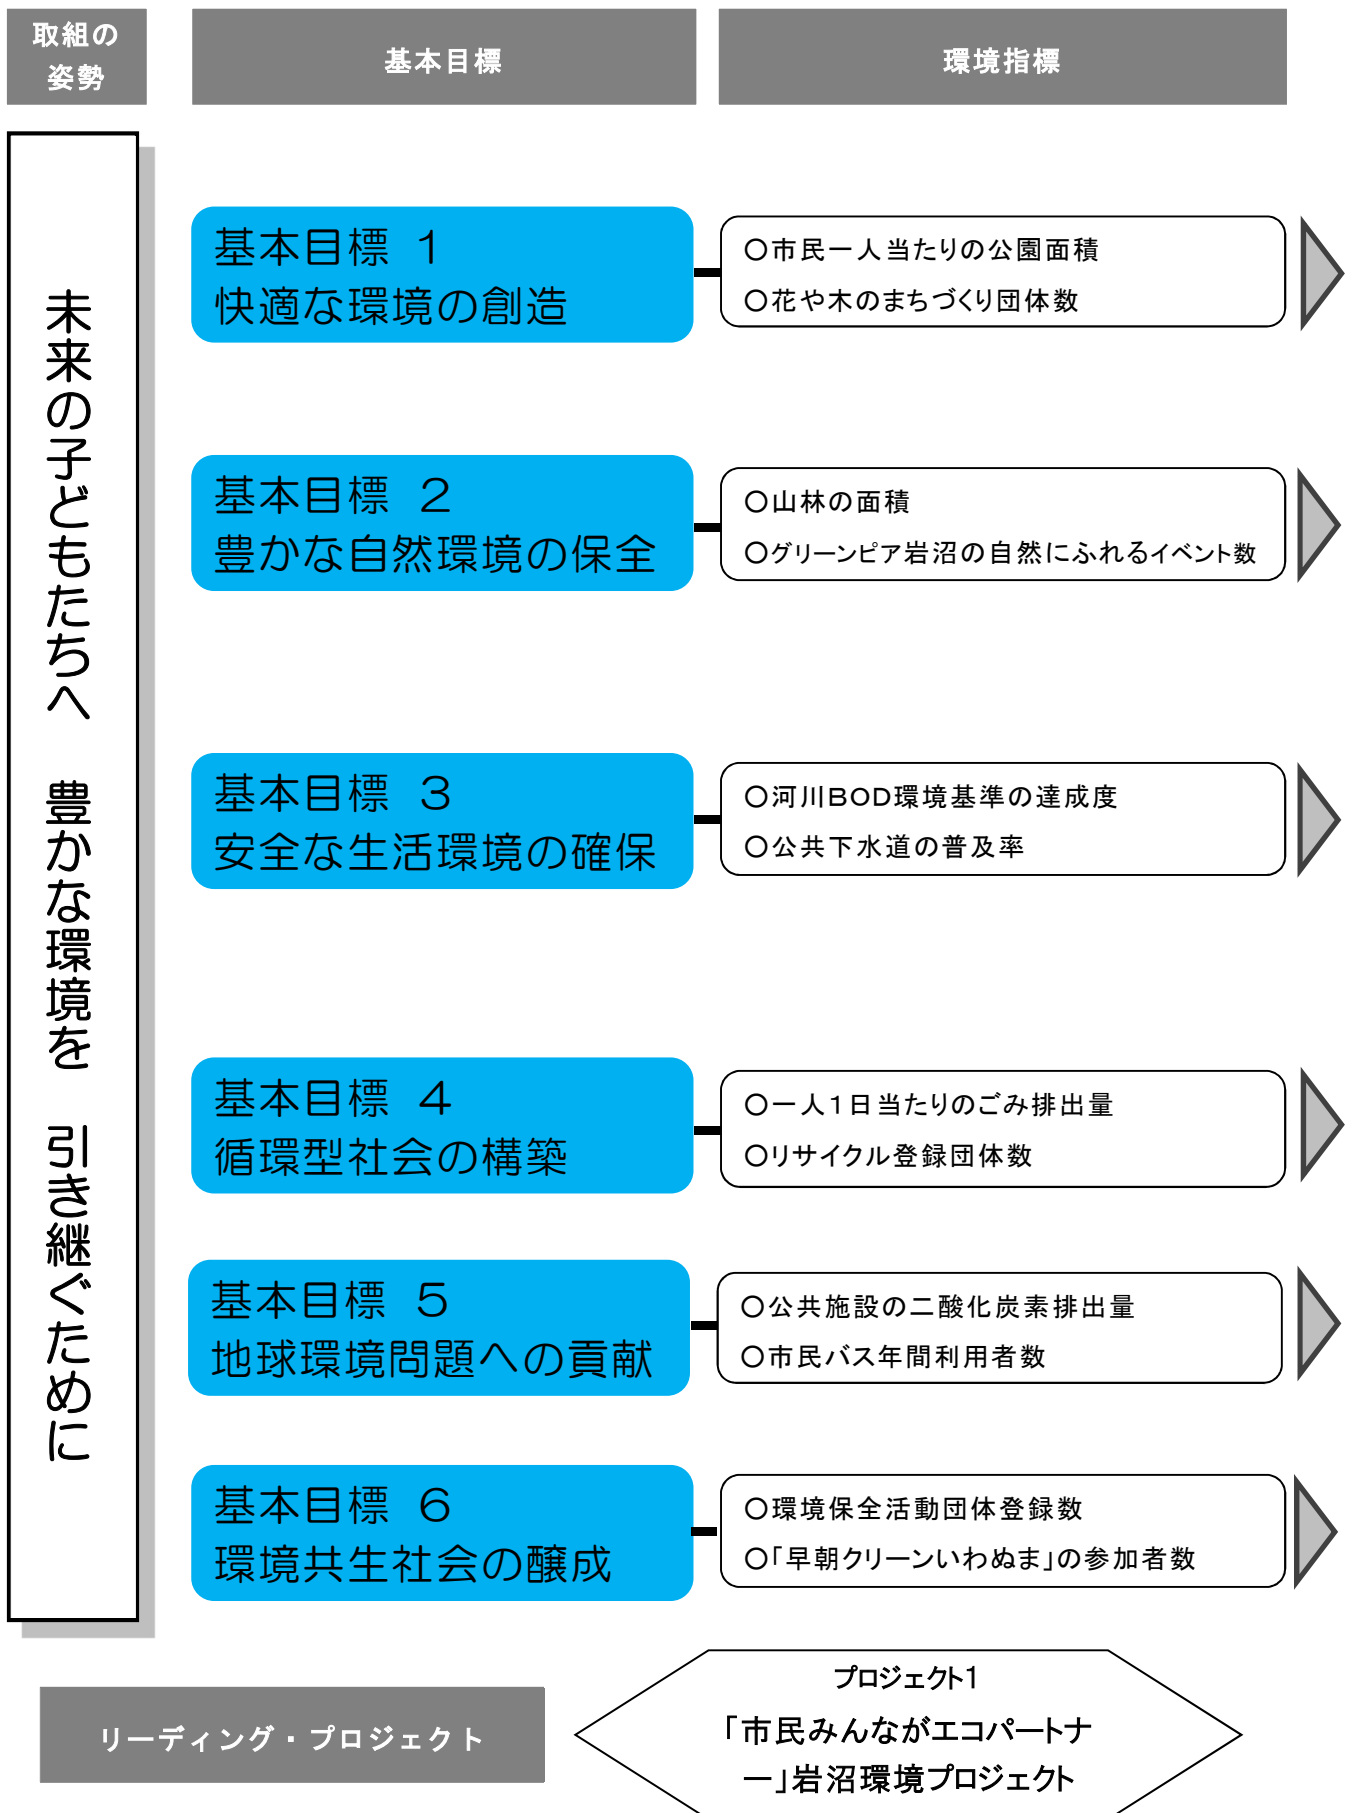 取組の
姿勢
基本目標
環境指標
未来の子どもたちへ　豊かな環境を　引き継ぐために
基本目標 １
快適な環境の創造
○市民一人当たりの公園面積
○花や木のまちづくり団体数
基本目標 ２
豊かな自然環境の保全
○山林の面積
○グリーンピア岩沼の自然にふれるイベント数
基本目標 ３
安全な生活環境の確保
○河川ＢＯＤ環境基準の達成度
○公共下水道の普及率
基本目標 ４
循環型社会の構築
○一人１日当たりのごみ排出量
○リサイクル登録団体数
基本目標 ５
地球環境問題への貢献
○公共施設の二酸化炭素排出量
○市民バス年間利用者数
基本目標 ６
環境共生社会の醸成
○環境保全活動団体登録数
○「早朝クリーンいわぬま」の参加者数
リーディング・プロジェクト
プロジェクト1
「市民みんながエコパートナ
ー」岩沼環境プロジェクト